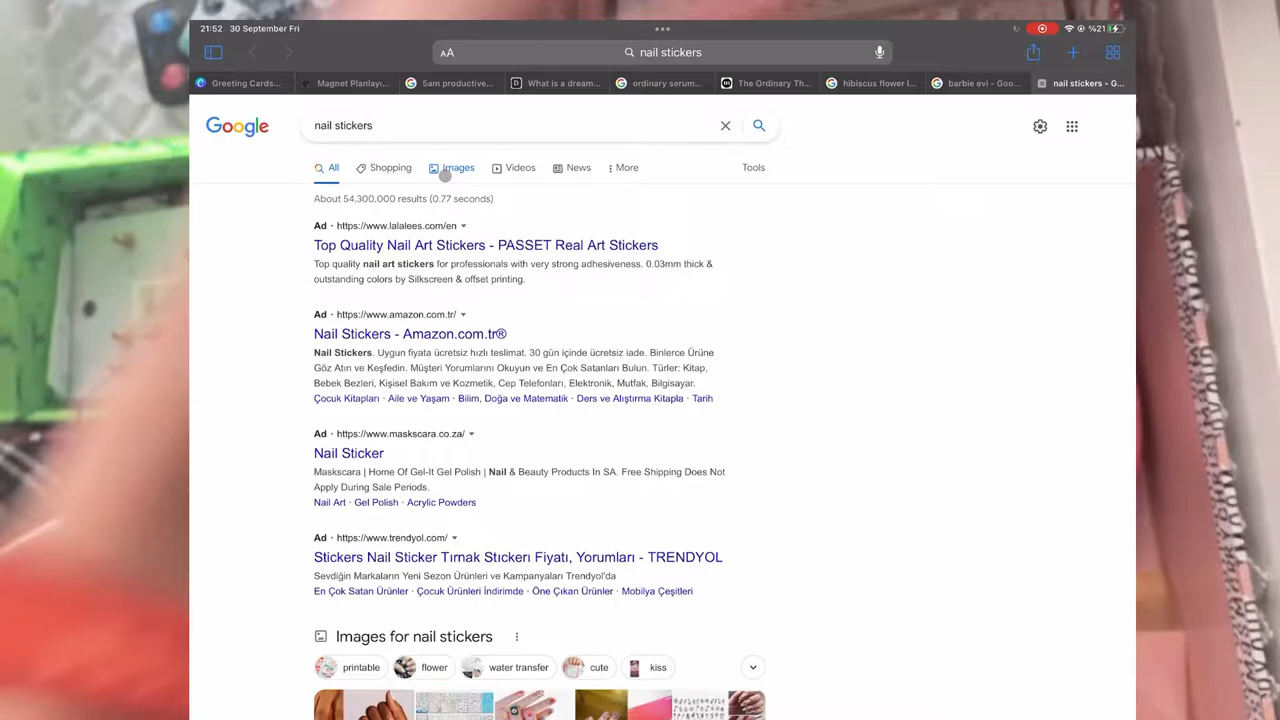 21:52 30 September Fri
%21
AA nail stickers
Greeting Cards... Magnet Planlayı... 5am productive... What is a dream... ordinary serum... The Ordinary Th... hibiscus flower l... barbie evi - Goo... nail stickers - G...
Google nail stickers
All Shopping Images Videos News More Tools
About 54,300,000 results (0.77 seconds)
Ad · https://www.lalalees.com/en
Top Quality Nail Art Stickers - PASSET Real Art Stickers
Top quality nail art stickers for professionals with very strong adhesiveness. 0.03mm thick &
outstanding colors by Silkscreen & offset printing.
Ad · https://www.amazon.com.tr/
Nail Stickers - Amazon.com.tr®
Nail Stickers. Uygun fiyata ücretsiz hızlı teslimat. 30 gün içinde ücretsiz iade. Binlerce Ürüne
Göz Atın ve Keşfedin. Müşteri Yorumlarını Okuyun ve En Çok Satanları Bulun. Türler: Kitap,
Bebek Bezleri, Kişisel Bakım ve Kozmetik, Cep Telefonları, Elektronik, Mutfak, Bilgisayar.
Çocuk Kitapları · Aile ve Yaşam · Bilim, Doğa ve Matematik · Ders ve Alıştırma Kitapla · Tarih
Ad · https://www.maskscara.co.za/
Nail Sticker
Maskscara | Home Of Gel-It Gel Polish | Nail & Beauty Products In SA. Free Shipping Does Not
Apply During Sale Periods.
Nail Art · Gel Polish · Acrylic Powders
Ad · https://www.trendyol.com/
Stickers Nail Sticker Tırnak Stıckerı Fiyatı, Yorumları - TRENDYOL
Sevdiğin Markaların Yeni Sezon Ürünleri ve Kampanyaları Trendyol'da
En Çok Satan Ürünler · Çocuk Ürünleri İndirimde · Öne Çıkan Ürünler · Mobilya Çeşitleri
Images for nail stickers
printable flower water transfer cute kiss